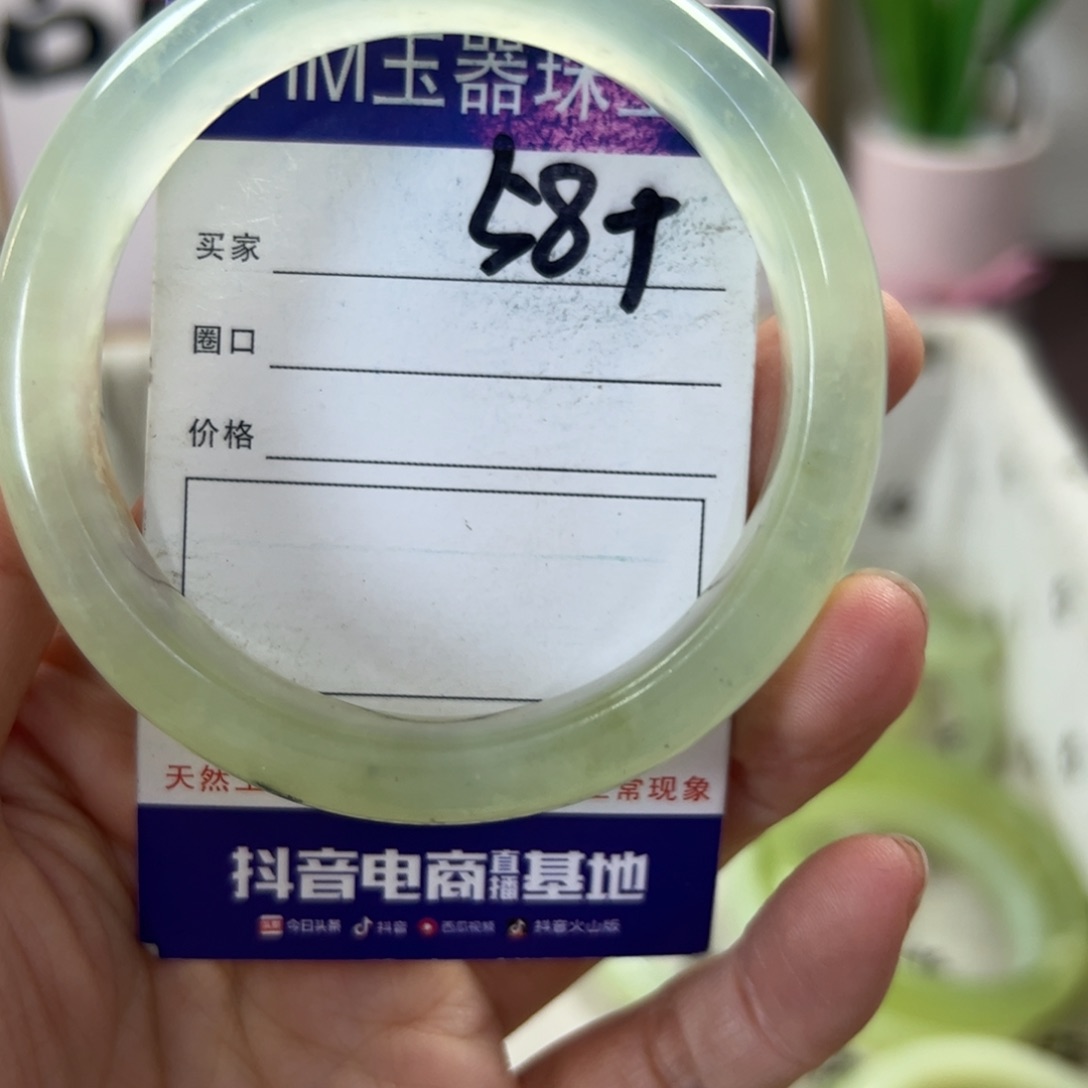 玉器珠
58+
买家
圈口
价格
天然
常现象
抖音电商直播基地
今日头条 抖音 西瓜视频 抖音火山版